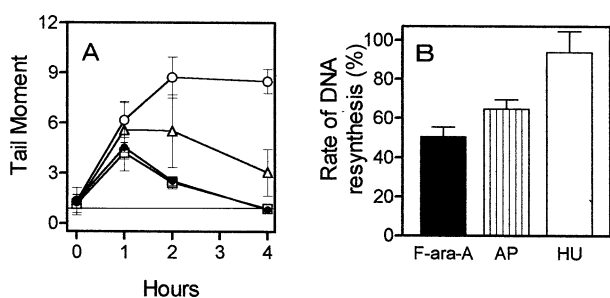 A
Tail Moment
12
9
6
3
0
0 1 2 3 4
Hours
B
Rate of DNA
resynthesis (%)
100
80
60
40
20
0
F-ara-A AP HU